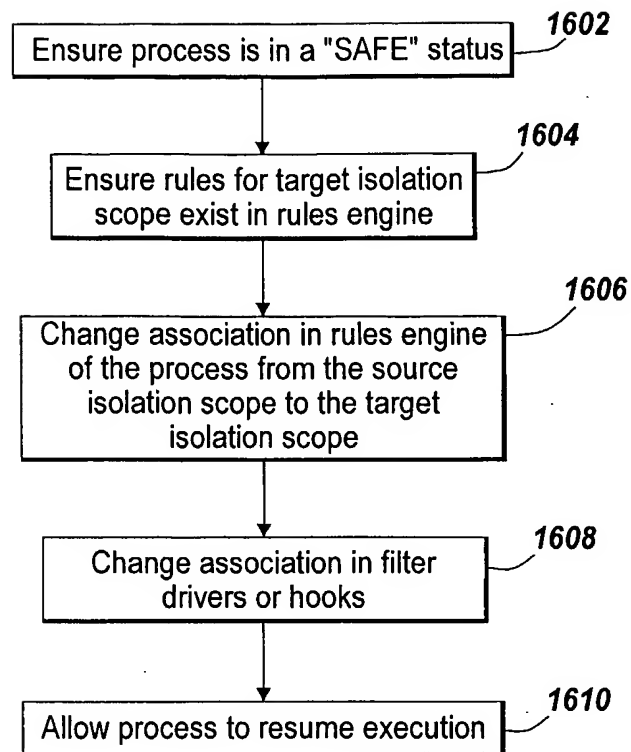 1602
Ensure process is in a "SAFE" status
1604
Ensure rules for target isolation
scope exist in rules engine
1606
Change association in rules engine
of the process from the source
isolation scope to the target
isolation scope
1608
Change association in filter
drivers or hooks
1610
Allow process to resume execution